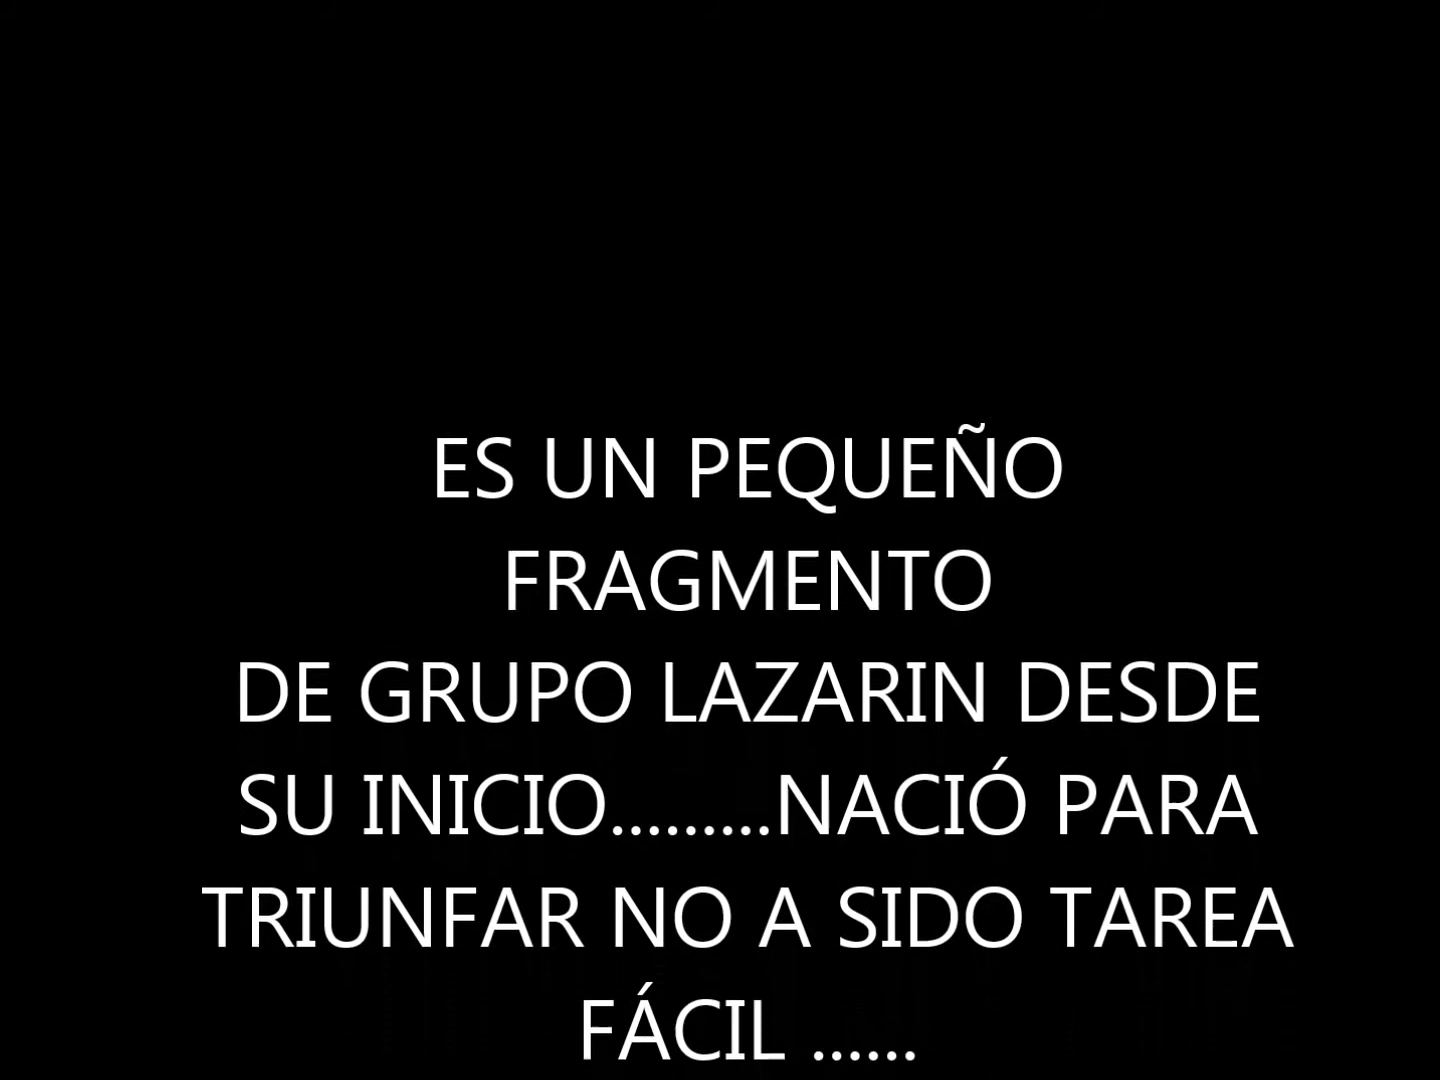 ES UN PEQUEÑO
FRAGMENTO
DE GRUPO LAZARIN DESDE
SU INICIO.........NACIÓ PARA
TRIUNFAR NO A SIDO TAREA
FÁCIL ......